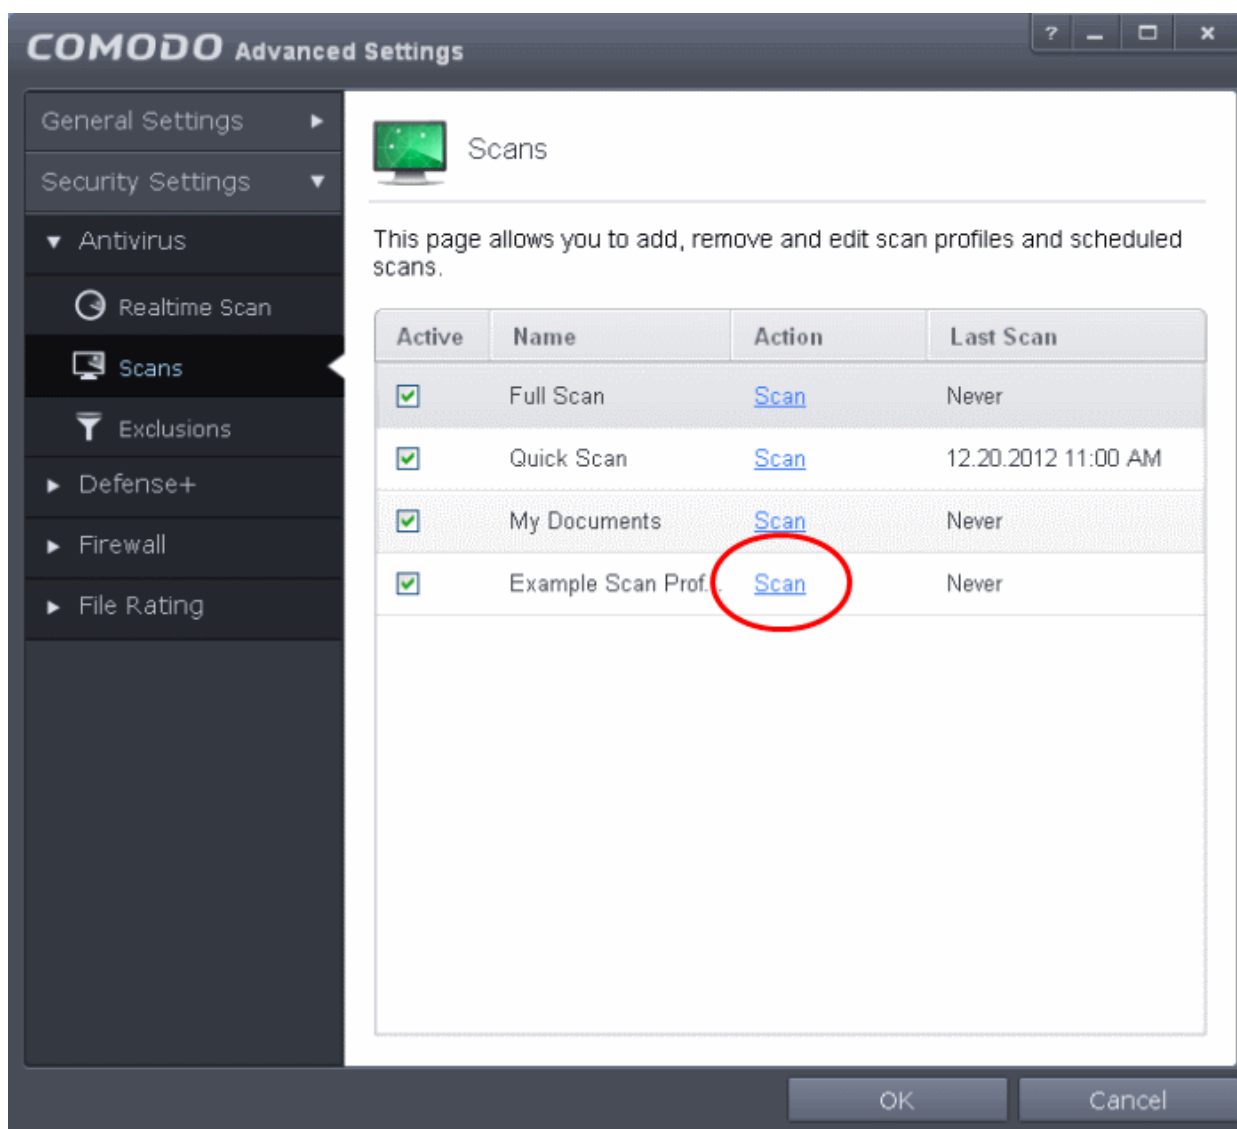 COMODO Advanced Settings
?
General Settings
Security Settings
Antivirus
Realtime Scan
Scans
Exclusions
Defense+
Firewall
File Rating
Scans
This page allows you to add, remove and edit scan profiles and scheduled
scans.
Active Name Action Last Scan
Full Scan Scan Never
Quick Scan Scan 12.20.2012 11:00 AM
My Documents Scan Never
Example Scan Prof... Scan Never
OK Cancel